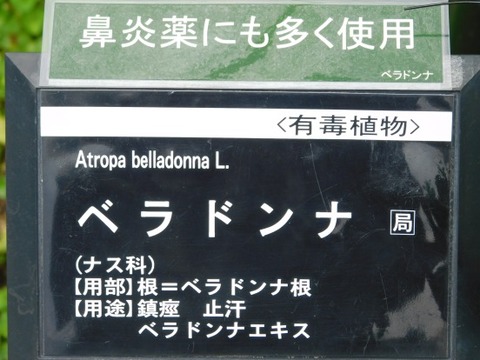 鼻炎薬にも多く使用
ベラドンナ
<有毒植物>
Atropa belladonna L.
ベラドンナ 局
(ナス科)
【用部】根=ベラドンナ根
【用途】鎮痙 止汗
ベラドンナエキス